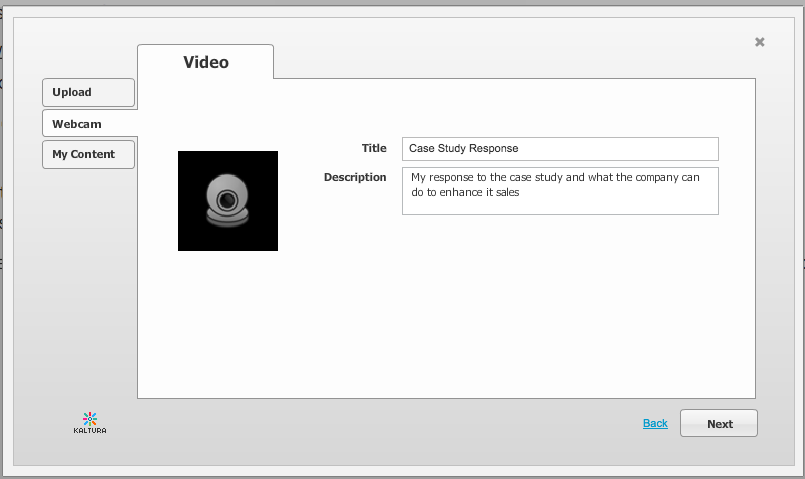 Video
Upload
Webcam
My Content
Title
Case Study Response
Description
My response to the case study and what the company can
do to enhance it sales
KALTURA
Back
Next